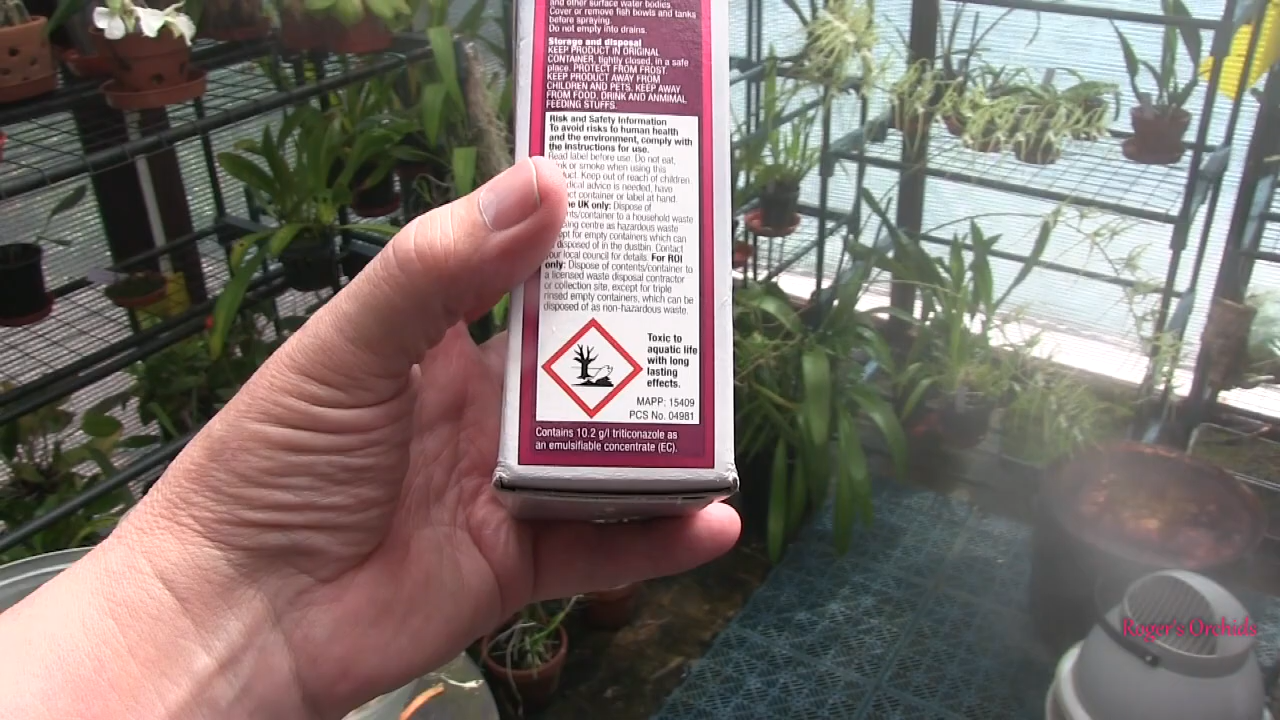 and other surface water bodies.
Cover or remove fish bowls and tanks
before spraying.
Do not empty into drains.
Storage and disposal
KEEP PRODUCT IN ORIGINAL
CONTAINER, tightly closed, in a safe
place. PROTECT FROM FROST.
KEEP PRODUCT AWAY FROM
CHILDREN AND PETS. KEEP AWAY
FROM FOOD, DRINK AND ANMIMAL
FEEDING STUFFS.
Risk and Safety Information
To avoid risks to human health
and the environment, comply with
the instructions for use.
Read label before use. Do not eat,
or smoke when using this
Keep out of reach of children.
advice is needed, have
container or label at hand.
UK only: Dispose of
to a household waste
centre as hazardous waste
for empty containers which can
disposed of in the dustbin. Contact
your local council for details. For ROI
only: Dispose of contents/container to
a licensed waste disposal contractor
or collection site, except for triple
rinsed empty containers, which can be
disposed of as non-hazardous waste.
Toxic to
aquatic life
with long
lasting
effects.
MAPP: 15409
PCS No. 04981
Contains 10.2 g/l triticonazole as
an emulsifiable concentrate (EC).
Roger's Orchids